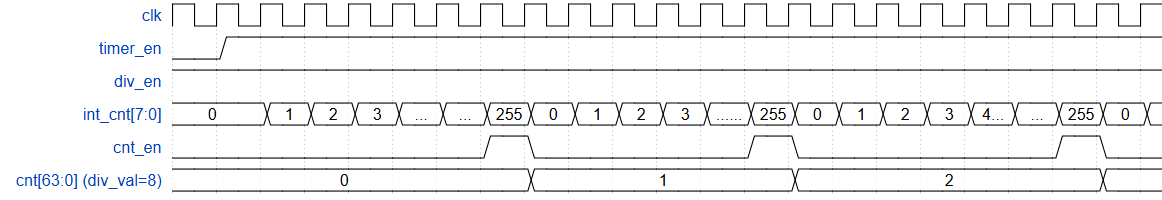 clk
timer_en
div_en
int_cnt[7:0] 0 1 2 3 ... ... 255 0 1 2 3 ...... 255 0 1 2 3 4... ... 255 0
cnt_en
cnt[63:0] (div_val=8) 0 1 2